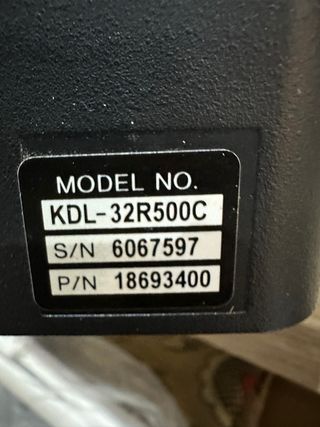 MODEL NO.
KDL-32R500C
S/N 6067597
P/N 18693400